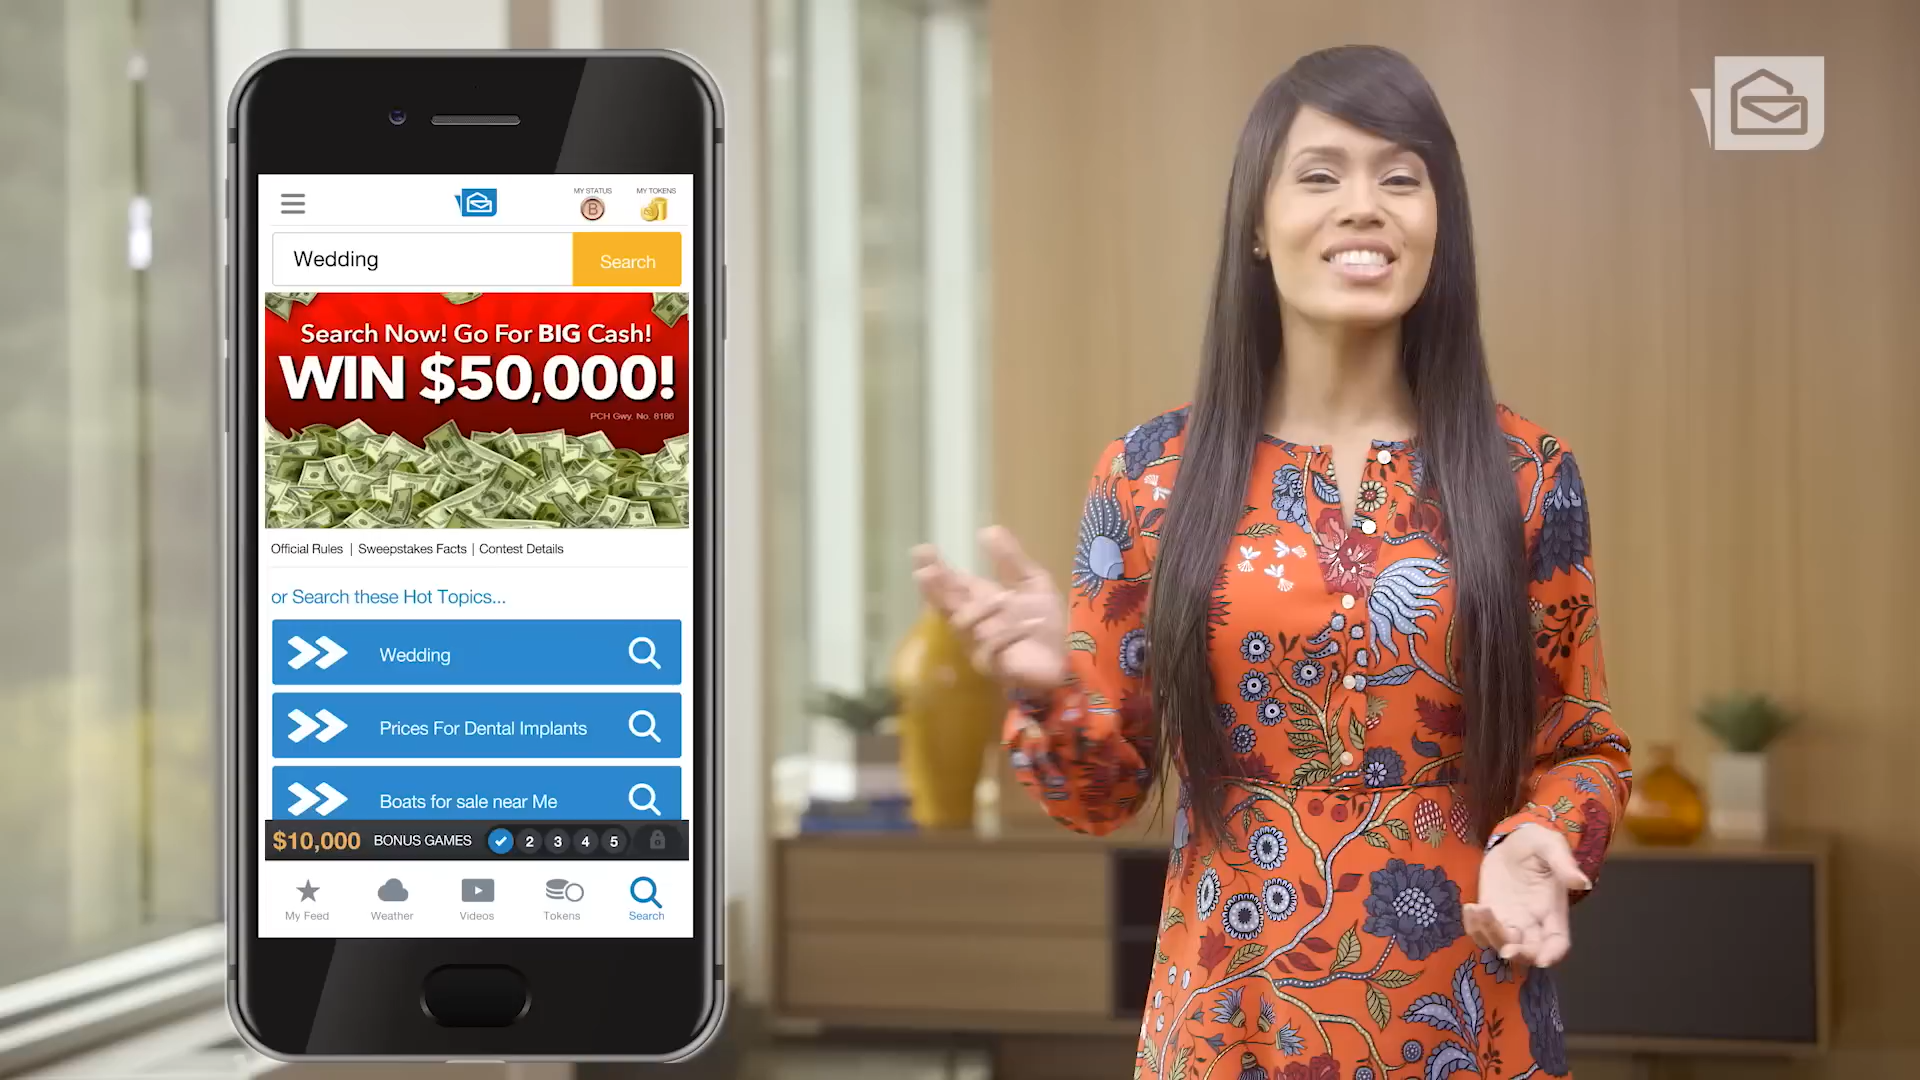 MY STATUS
MY TOKENS
B
Wedding
Search
Search Now! Go For BIG Cash!
WIN $50,000!
PCH Gwy. No. 8186
Official Rules | Sweepstakes Facts | Contest Details
or Search these Hot Topics...
Wedding
Prices For Dental Implants
Boats for sale near Me
$10,000 BONUS GAMES 2 3 4 5
My Feed
Weather
Videos
Tokens
Search